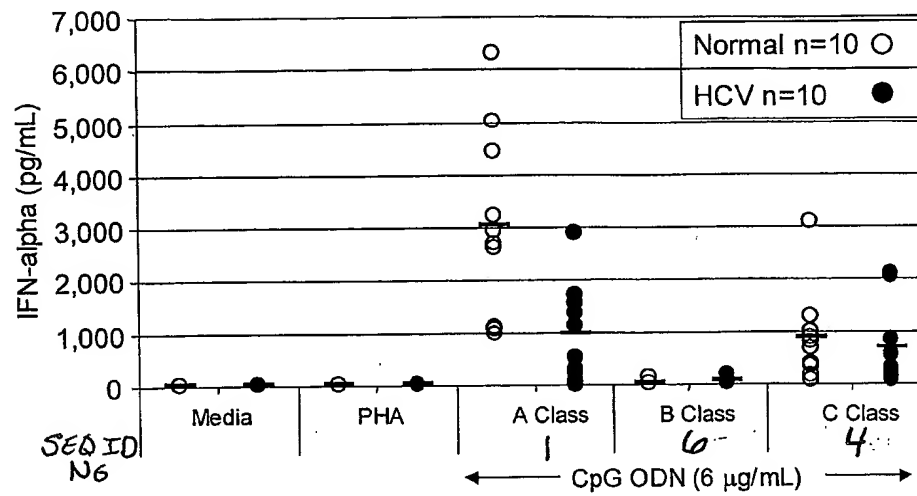 Normal n=10
HCV n=10
IFN-alpha (pg/mL)
7,000
6,000
5,000
4,000
3,000
2,000
1,000
0
Media PHA A Class B Class C Class
SEQ ID 1 6 4
NO
CpG ODN (6 µg/mL)